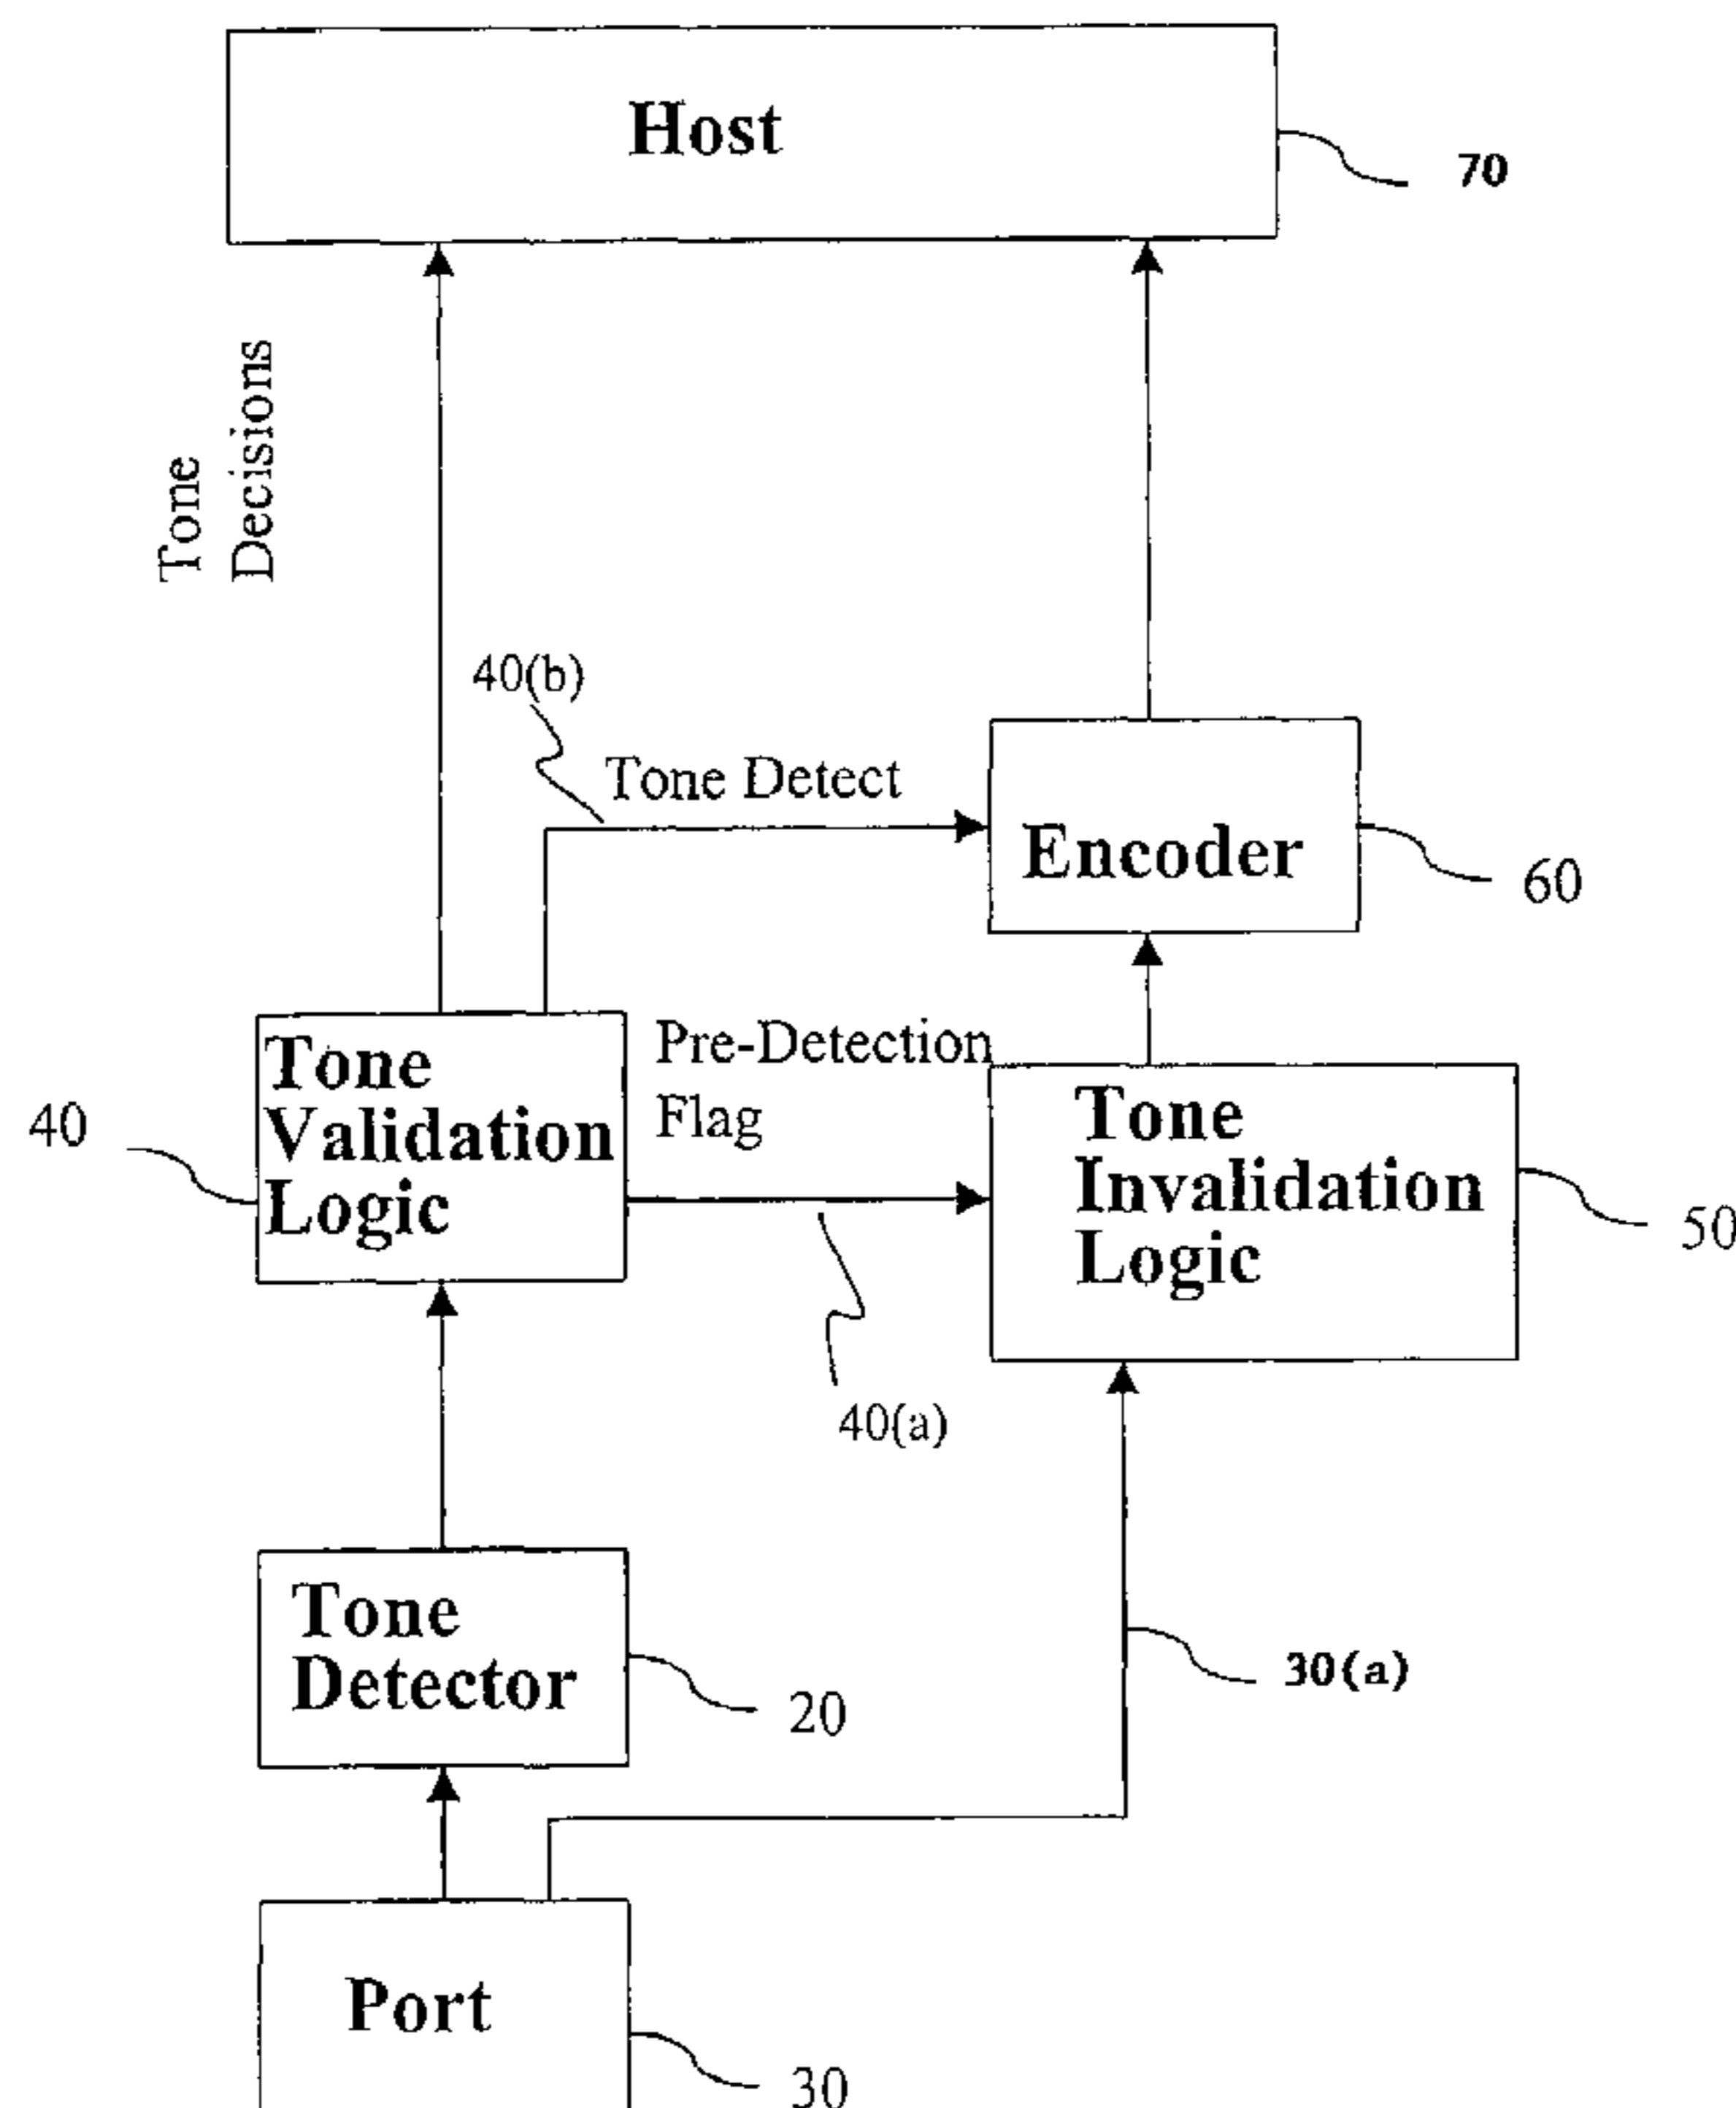 Host
70
Tone
Decisions
40(b)
Tone Detect
Encoder
60
Tone
Validation
Logic
40
Pre-Detection
Flag
Tone
Invalidation
Logic
50
40(a)
Tone
Detector
20
30(a)
Port
30